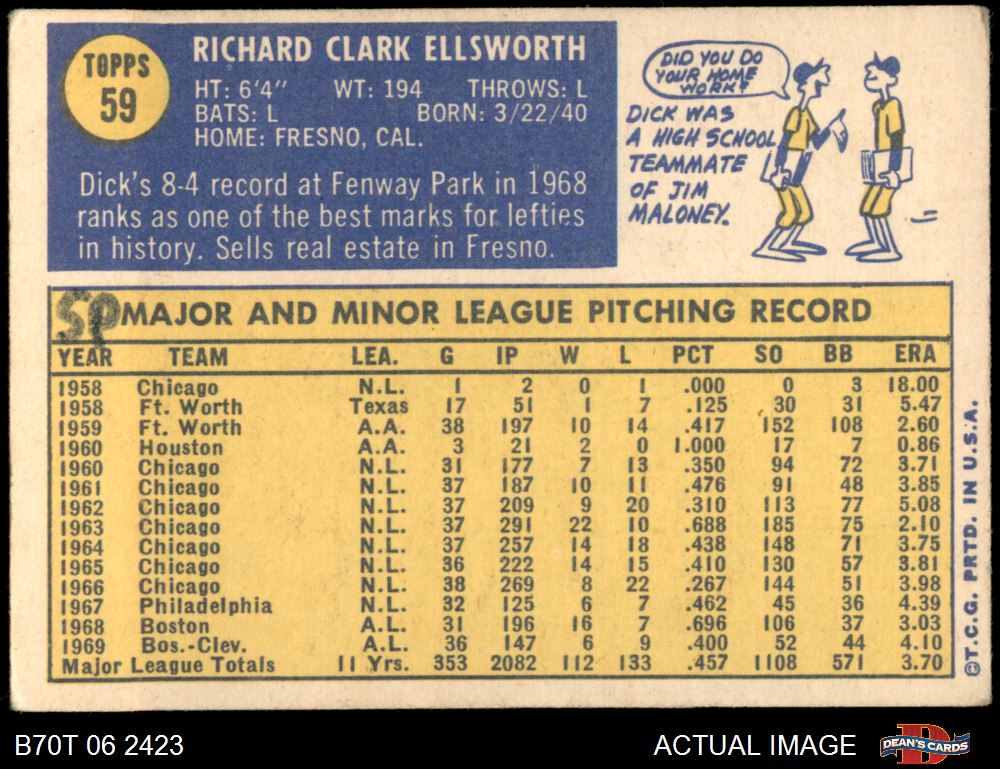 TOPPS
59
RICHARD CLARK ELLSWORTH
HT: 6'4" WT: 194 THROWS: L
BATS: L BORN: 3/22/40
HOME: FRESNO, CAL.
Dick's 8-4 record at Fenway Park in 1968
ranks as one of the best marks for lefties
in history. Sells real estate in Fresno.
DID YOU DO
YOUR HOME
WORK?
DICK WAS
A HIGH SCHOOL
TEAMMATE
OF JIM
MALONEY.
SP
MAJOR AND MINOR LEAGUE PITCHING RECORD
YEAR TEAM LEA. G IP W L PCT SO BB ERA
1958 Chicago N.L. 1 2 0 1 .000 0 3 18.00
1958 Ft. Worth Texas 17 51 1 7 .125 30 31 5.47
1959 Ft. Worth A.A. 38 197 10 14 .417 152 108 2.60
1960 Houston A.A. 3 21 2 0 1.000 17 7 0.86
1960 Chicago N.L. 31 177 7 13 .350 94 72 3.71
1961 Chicago N.L. 37 187 10 11 .476 91 48 3.85
1962 Chicago N.L. 37 209 9 20 .310 113 77 5.08
1963 Chicago N.L. 37 291 22 10 .688 185 75 2.10
1964 Chicago N.L. 37 257 14 18 .438 148 71 3.75
1965 Chicago N.L. 36 222 14 15 .410 130 57 3.81
1966 Chicago N.L. 38 269 8 22 .267 144 51 3.98
1967 Philadelphia N.L. 32 125 6 7 .462 45 36 4.39
1968 Boston A.L. 31 196 16 7 .696 106 37 3.03
1969 Bos.-Clev. A.L. 36 147 6 9 .400 52 44 4.10
Major League Totals 11 Yrs. 353 2082 112 133 .457 1108 571 3.70
©T.C.G. PRTD. IN U.S.A.
B70T 06 2423
ACTUAL IMAGE
D
DEAN'S CARDS